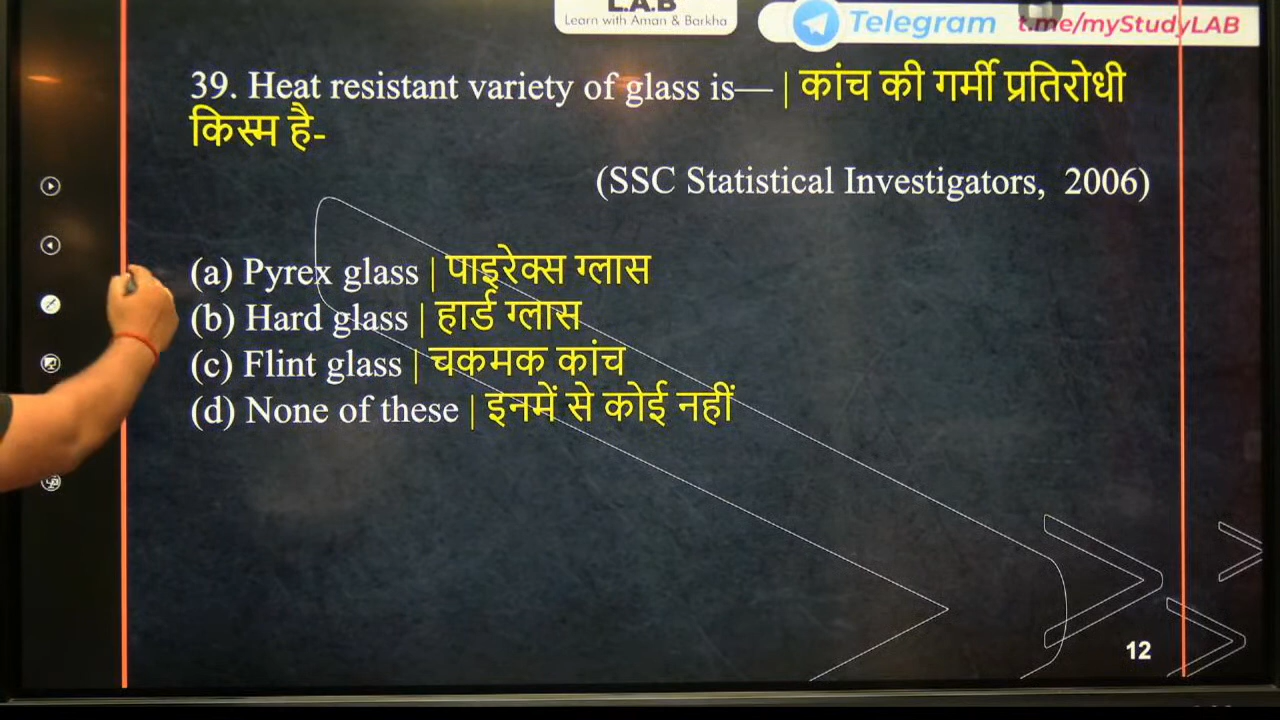 L.A.B
Learn with Aman & Barkha
Telegram t.me/myStudyLAB
39. Heat resistant variety of glass is— | कांच की गर्मी प्रतिरोधी
किस्म है-
(SSC Statistical Investigators, 2006)
(a) Pyrex glass | पाइरेक्स ग्लास
(b) Hard glass | हार्ड ग्लास
(c) Flint glass | चकमक कांच
(d) None of these | इनमें से कोई नहीं
12